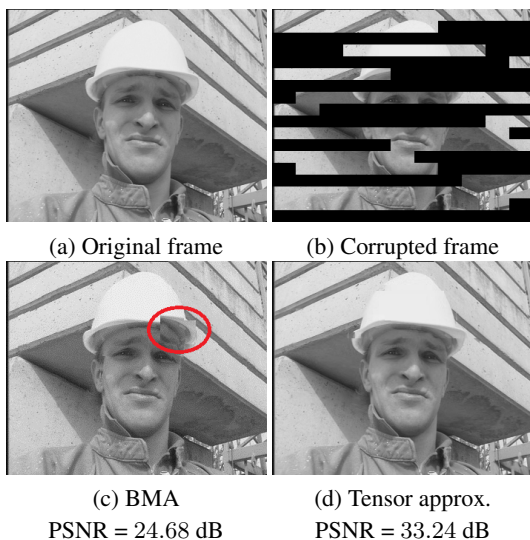 (a) Original frame
(b) Corrupted frame
(c) BMA
PSNR = 24.68 dB
(d) Tensor approx.
PSNR = 33.24 dB